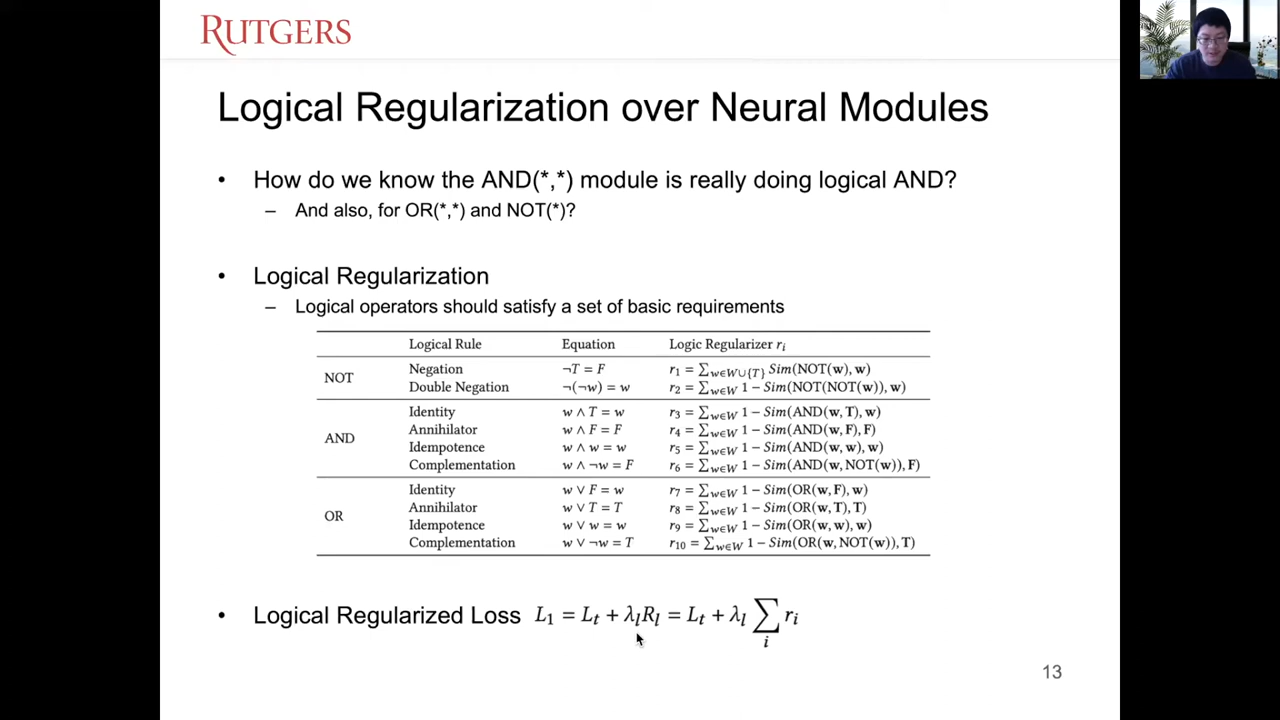 RUTGERS
Logical Regularization over Neural Modules
• How do we know the AND(*,*) module is really doing logical AND?
– And also, for OR(*,*) and NOT(*)?
• Logical Regularization
– Logical operators should satisfy a set of basic requirements
Logical Rule Equation Logic Regularizer rᵢ
NOT
Negation ¬T = F r₁ = ∑w∈W∪{T} Sim(NOT(w), w)
Double Negation ¬(¬w) = w r₂ = ∑w∈W 1 − Sim(NOT(NOT(w)), w)
AND
Identity w ∧ T = w r₃ = ∑w∈W 1 − Sim(AND(w, T), w)
Annihilator w ∧ F = F r₄ = ∑w∈W 1 − Sim(AND(w, F), F)
Idempotence w ∧ w = w r₅ = ∑w∈W 1 − Sim(AND(w, w), w)
Complementation w ∧ ¬w = F r₆ = ∑w∈W 1 − Sim(AND(w, NOT(w)), F)
OR
Identity w ∨ F = w r₇ = ∑w∈W 1 − Sim(OR(w, F), w)
Annihilator w ∨ T = T r₈ = ∑w∈W 1 − Sim(OR(w, T), T)
Idempotence w ∨ w = w r₉ = ∑w∈W 1 − Sim(OR(w, w), w)
Complementation w ∨ ¬w = T r₁₀ = ∑w∈W 1 − Sim(OR(w, NOT(w)), T)
• Logical Regularized Loss L₁ = Lₜ + λₗRₗ = Lₜ + λₗ ∑ᵢ rᵢ
13